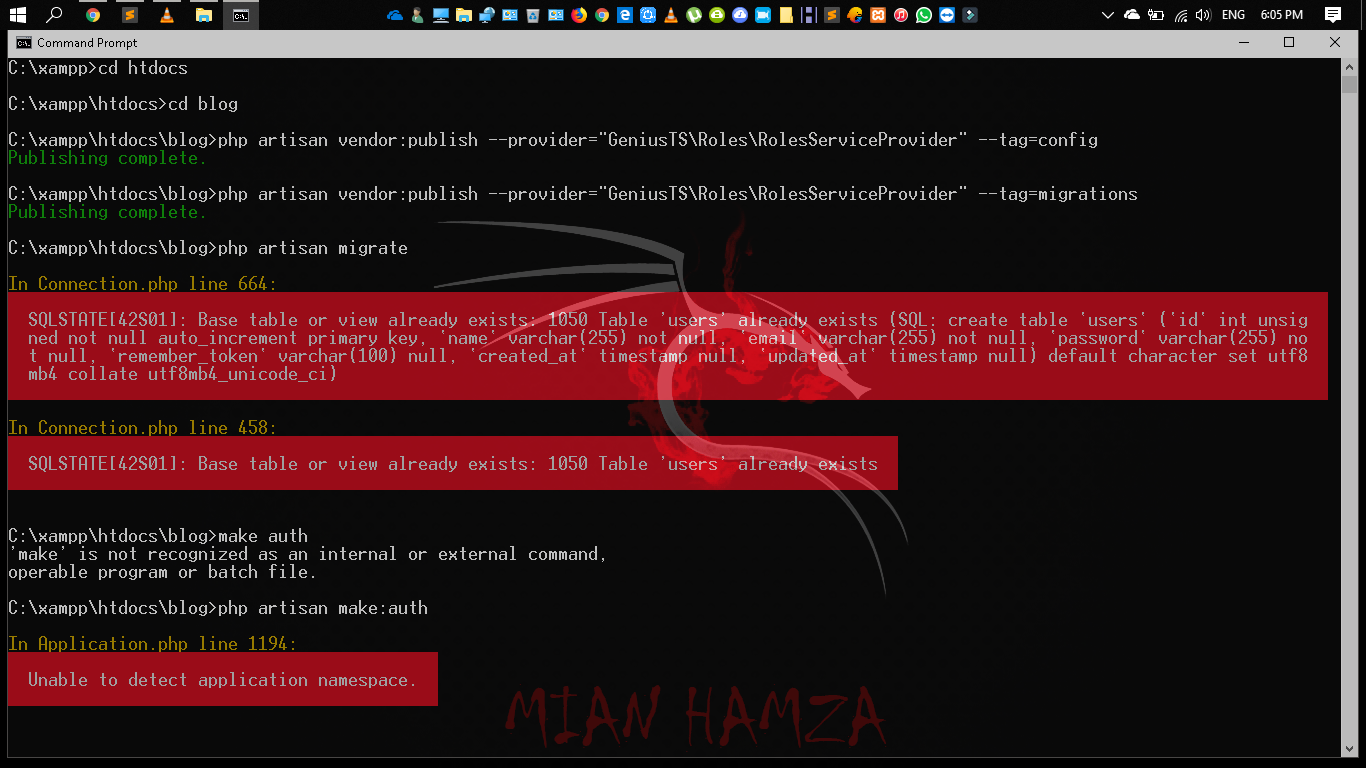 ENG
6:05 PM
Command Prompt
C:\xampp>cd htdocs
C:\xampp\htdocs>cd blog
C:\xampp\htdocs\blog>php artisan vendor:publish --provider="GeniusTS\Roles\RolesServiceProvider" --tag=config
Publishing complete.
C:\xampp\htdocs\blog>php artisan vendor:publish --provider="GeniusTS\Roles\RolesServiceProvider" --tag=migrations
Publishing complete.
C:\xampp\htdocs\blog>php artisan migrate
In Connection.php line 664:
SQLSTATE[42S01]: Base table or view already exists: 1050 Table 'users' already exists (SQL: create table `users` (`id` int unsig
ned not null auto_increment primary key, `name` varchar(255) not null, `email` varchar(255) not null, `password` varchar(255) no
t null, `remember_token` varchar(100) null, `created_at` timestamp null, `updated_at` timestamp null) default character set utf8
mb4 collate utf8mb4_unicode_ci)
In Connection.php line 458:
SQLSTATE[42S01]: Base table or view already exists: 1050 Table 'users' already exists
C:\xampp\htdocs\blog>make auth
'make' is not recognized as an internal or external command,
operable program or batch file.
C:\xampp\htdocs\blog>php artisan make:auth
In Application.php line 1194:
Unable to detect application namespace.
MIAN HAMZA